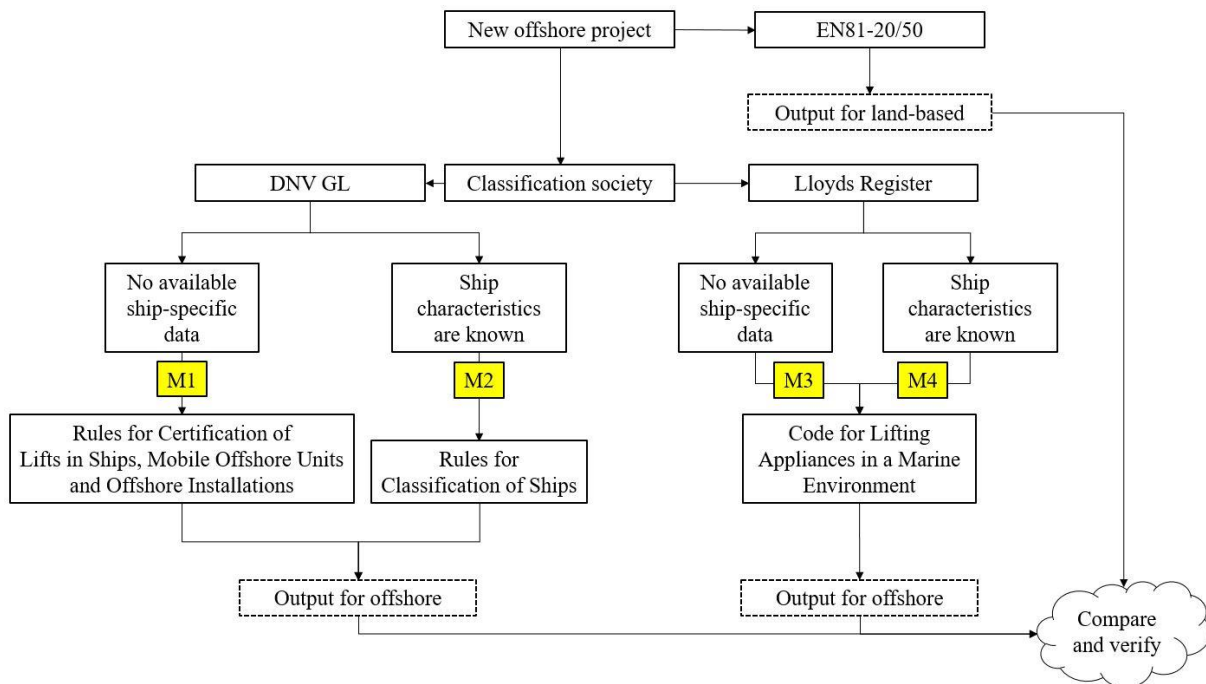 New offshore project
EN81-20/50
Output for land-based
DNV GL
Classification society
Lloyds Register
No available
ship-specific
data
Ship
characteristics
are known
No available
ship-specific
data
Ship
characteristics
are known
M1
M2
M3
M4
Rules for Certification of
Lifts in Ships, Mobile Offshore Units
and Offshore Installations
Rules for
Classification of Ships
Code for Lifting
Appliances in a Marine
Environment
Output for offshore
Output for offshore
Compare
and verify